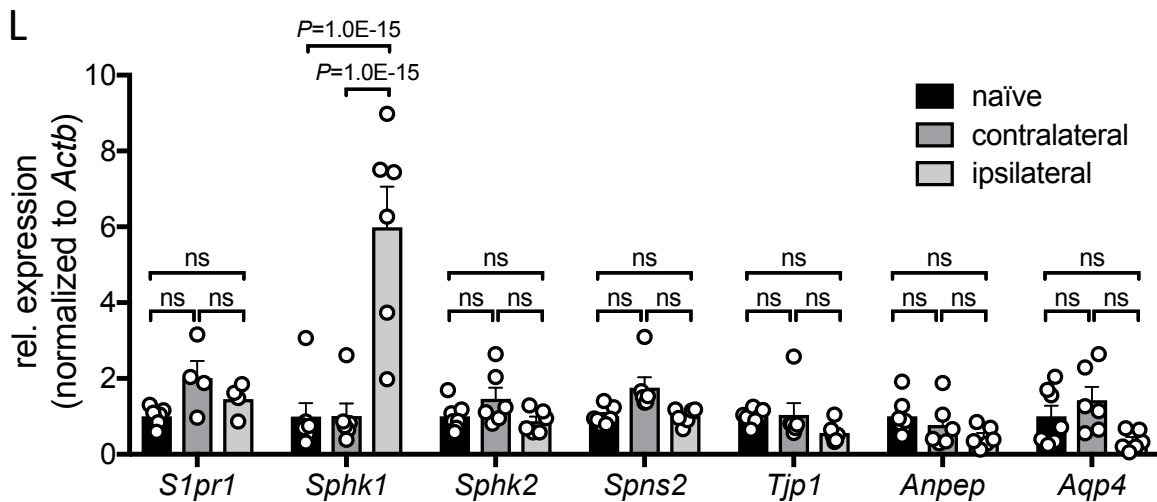 L
P=1.0E-15
P=1.0E-15
rel. expression
(normalized to Actb)
10
8
6
4
2
0
naïve
contralateral
ipsilateral
ns
ns ns
ns
ns ns
ns
ns ns
ns
ns ns
ns
ns ns
ns
ns ns
S1pr1 Sphk1 Sphk2 Spns2 Tjp1 Anpep Aqp4